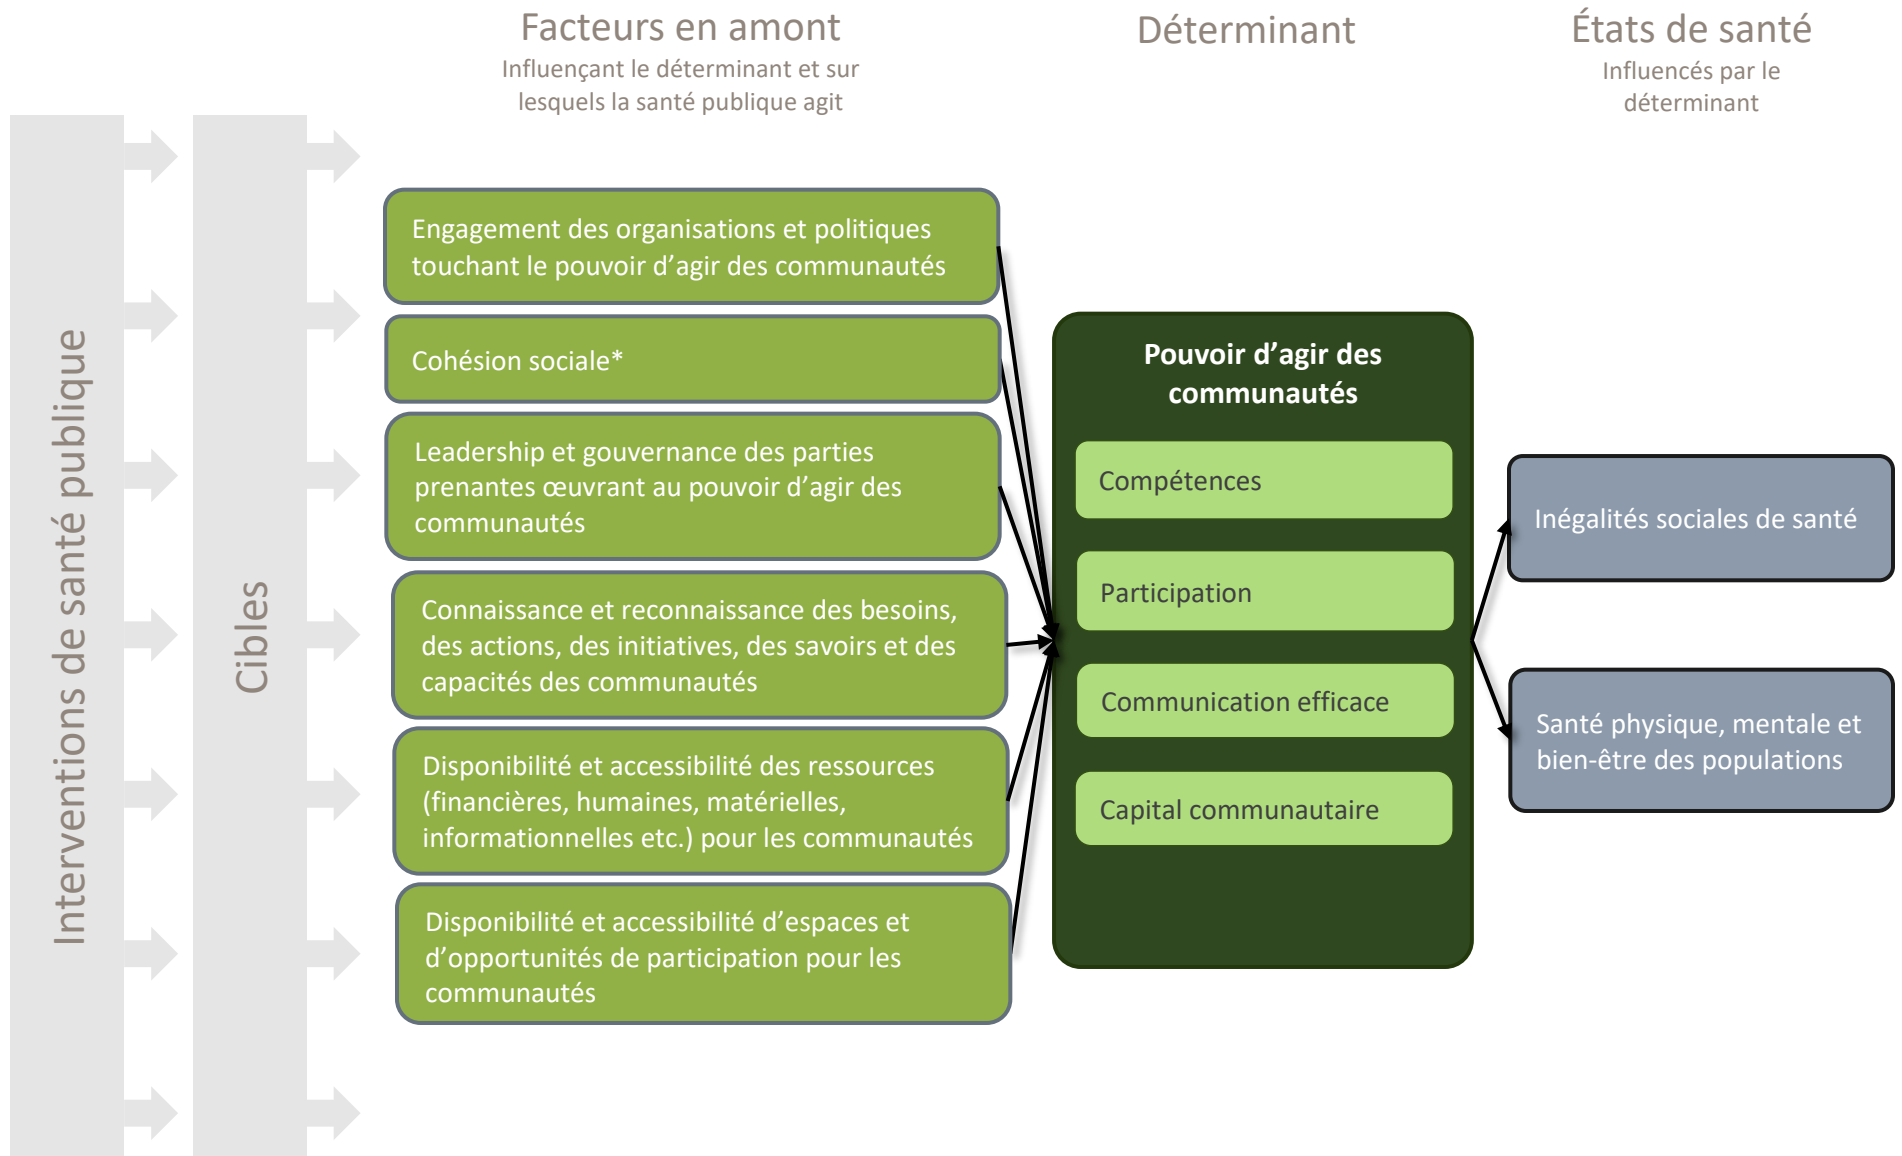 Facteurs en amont
Influençant le déterminant et sur
lesquels la santé publique agit
Déterminant
États de santé
Influencés par le
déterminant
Interventions de santé publique
Cibles
Engagement des organisations et politiques
touchant le pouvoir d’agir des communautés
Cohésion sociale*
Leadership et gouvernance des parties
prenantes œuvrant au pouvoir d’agir des
communautés
Connaissance et reconnaissance des besoins,
des actions, des initiatives, des savoirs et des
capacités des communautés
Disponibilité et accessibilité des ressources
(financières, humaines, matérielles,
informationnelles etc.) pour les communautés
Disponibilité et accessibilité d’espaces et
d’opportunités de participation pour les
communautés
Pouvoir d’agir des
communautés
Compétences
Participation
Communication efficace
Capital communautaire
Inégalités sociales de santé
Santé physique, mentale et
bien-être des populations